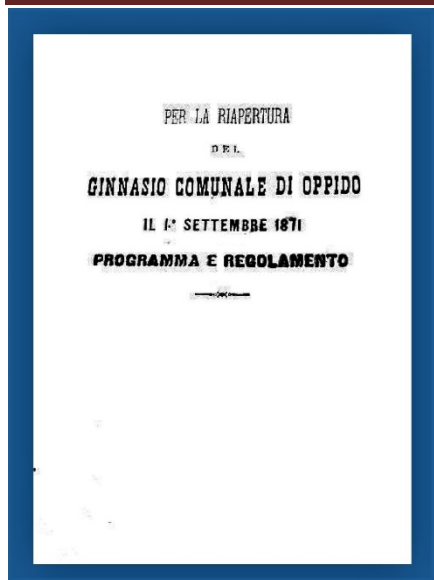 PER LA RIAPERTURA
DEL
GINNASIO COMUNALE DI OPPIDO
IL 1.° SETTEMBRE 1871
PROGRAMMA E REGOLAMENTO